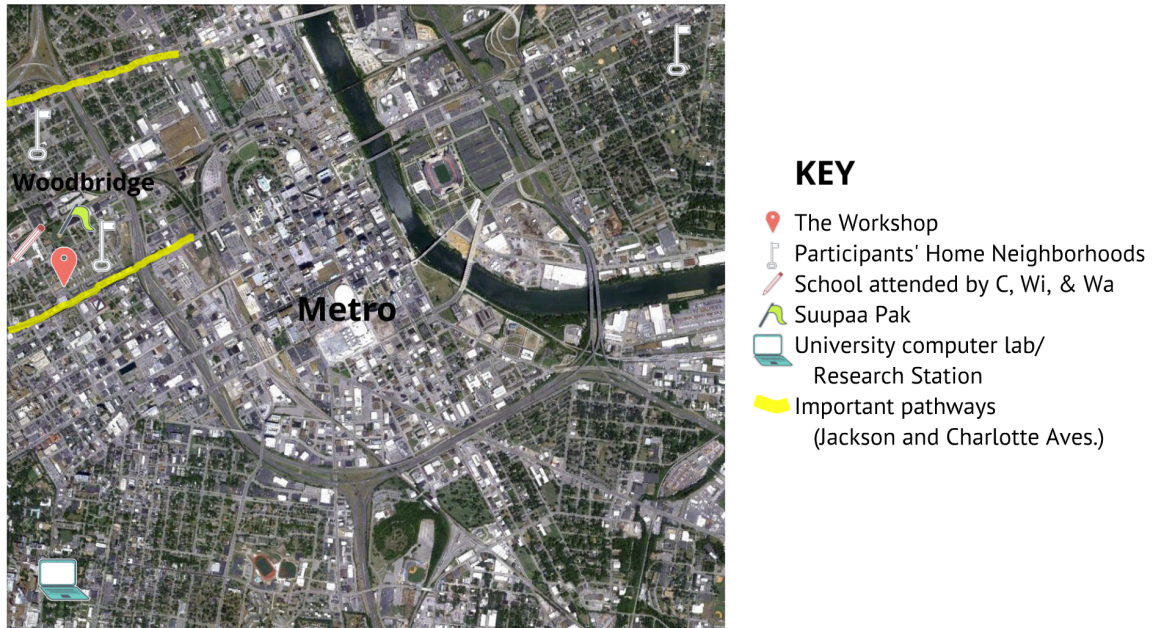 Woodbridge
Metro
KEY
The Workshop
Participants' Home Neighborhoods
School attended by C, Wi, & Wa
Suupaa Pak
University computer lab/
Research Station
Important pathways
(Jackson and Charlotte Aves.)